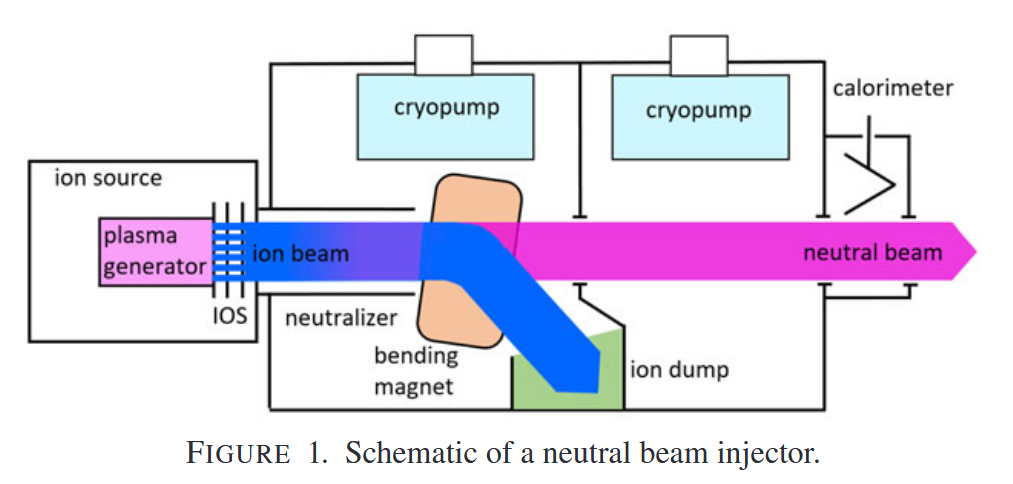 cryopump
cryopump
calorimeter
ion source
plasma
generator
ion beam
neutral beam
IOS
neutralizer
bending
magnet
ion dump
FIGURE 1. Schematic of a neutral beam injector.